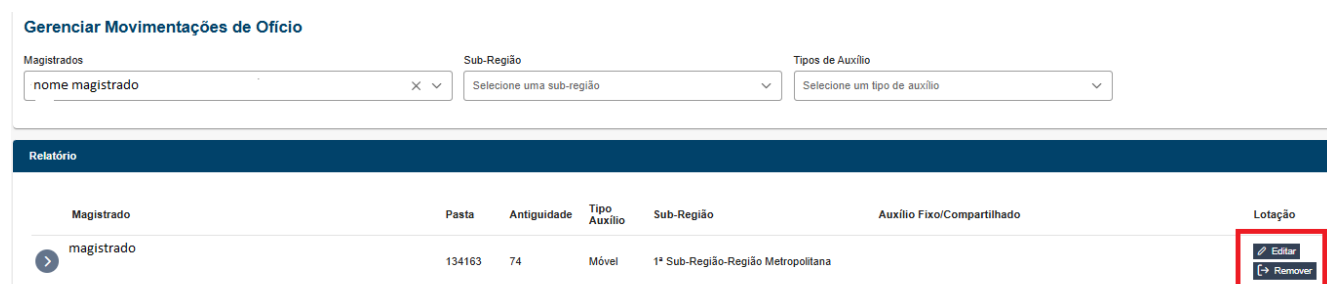 Gerenciar Movimentações de Ofício
Magistrados Sub-Região Tipos de Auxílio
nome magistrado Selecione uma sub-região Selecione um tipo de auxílio
Relatório
Magistrado Pasta Antiguidade Tipo Auxílio Sub-Região Auxílio Fixo/Compartilhado Lotação
magistrado 134163 74 Móvel 1ª Sub-Região-Região Metropolitana Editar
Remover